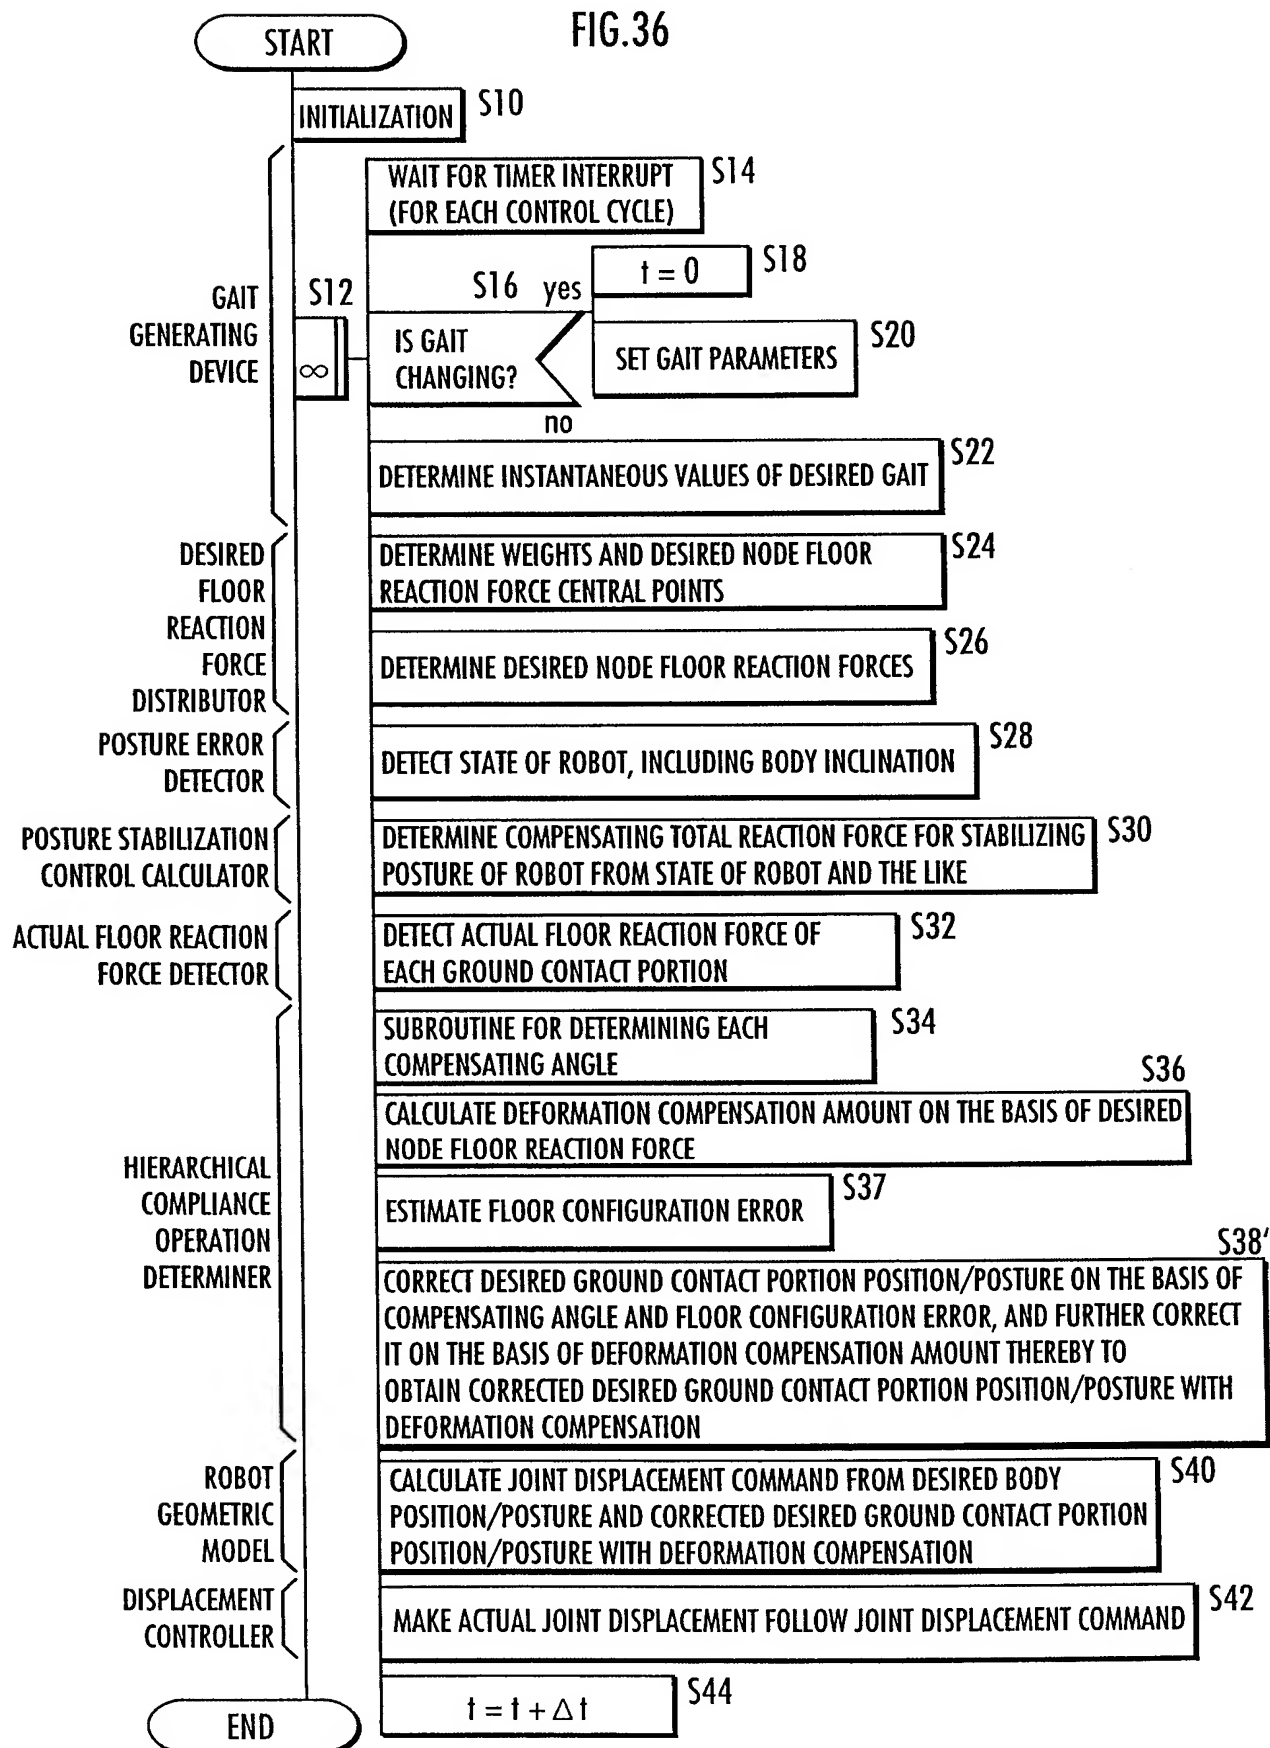 FIG.36
START
INITIALIZATION
S10
WAIT FOR TIMER INTERRUPT
(FOR EACH CONTROL CYCLE)
S14
GAIT
GENERATING
DEVICE
S12
∞
S16
IS GAIT
CHANGING?
yes
no
t = 0
S18
SET GAIT PARAMETERS
S20
DETERMINE INSTANTANEOUS VALUES OF DESIRED GAIT
S22
DESIRED
FLOOR
REACTION
FORCE
DISTRIBUTOR
DETERMINE WEIGHTS AND DESIRED NODE FLOOR
REACTION FORCE CENTRAL POINTS
S24
DETERMINE DESIRED NODE FLOOR REACTION FORCES
S26
POSTURE ERROR
DETECTOR
DETECT STATE OF ROBOT, INCLUDING BODY INCLINATION
S28
POSTURE STABILIZATION
CONTROL CALCULATOR
DETERMINE COMPENSATING TOTAL REACTION FORCE FOR STABILIZING
POSTURE OF ROBOT FROM STATE OF ROBOT AND THE LIKE
S30
ACTUAL FLOOR REACTION
FORCE DETECTOR
DETECT ACTUAL FLOOR REACTION FORCE OF
EACH GROUND CONTACT PORTION
S32
HIERARCHICAL
COMPLIANCE
OPERATION
DETERMINER
SUBROUTINE FOR DETERMINING EACH
COMPENSATING ANGLE
S34
S36
CALCULATE DEFORMATION COMPENSATION AMOUNT ON THE BASIS OF DESIRED
NODE FLOOR REACTION FORCE
ESTIMATE FLOOR CONFIGURATION ERROR
S37
S38'
CORRECT DESIRED GROUND CONTACT PORTION POSITION/POSTURE ON THE BASIS OF
COMPENSATING ANGLE AND FLOOR CONFIGURATION ERROR, AND FURTHER CORRECT
IT ON THE BASIS OF DEFORMATION COMPENSATION AMOUNT THEREBY TO
OBTAIN CORRECTED DESIRED GROUND CONTACT PORTION POSITION/POSTURE WITH
DEFORMATION COMPENSATION
ROBOT
GEOMETRIC
MODEL
CALCULATE JOINT DISPLACEMENT COMMAND FROM DESIRED BODY
POSITION/POSTURE AND CORRECTED DESIRED GROUND CONTACT PORTION
POSITION/POSTURE WITH DEFORMATION COMPENSATION
S40
DISPLACEMENT
CONTROLLER
MAKE ACTUAL JOINT DISPLACEMENT FOLLOW JOINT DISPLACEMENT COMMAND
S42
t = t + Δ t
S44
END